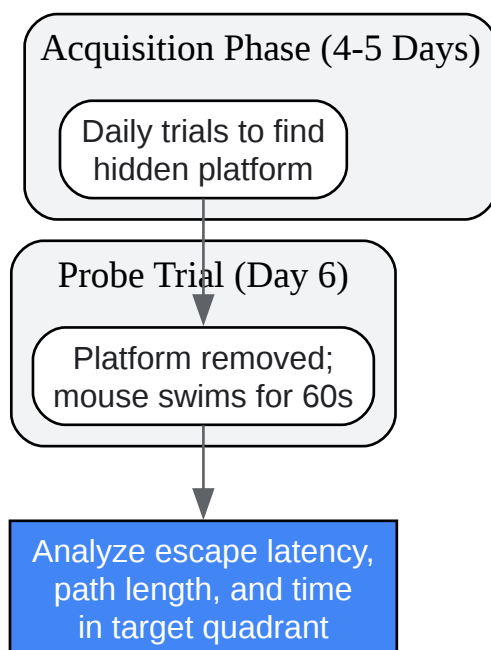 Acquisition Phase (4-5 Days)
Daily trials to find
hidden platform
Probe Trial (Day 6)
Platform removed;
mouse swims for 60s
Analyze escape latency,
path length, and time
in target quadrant